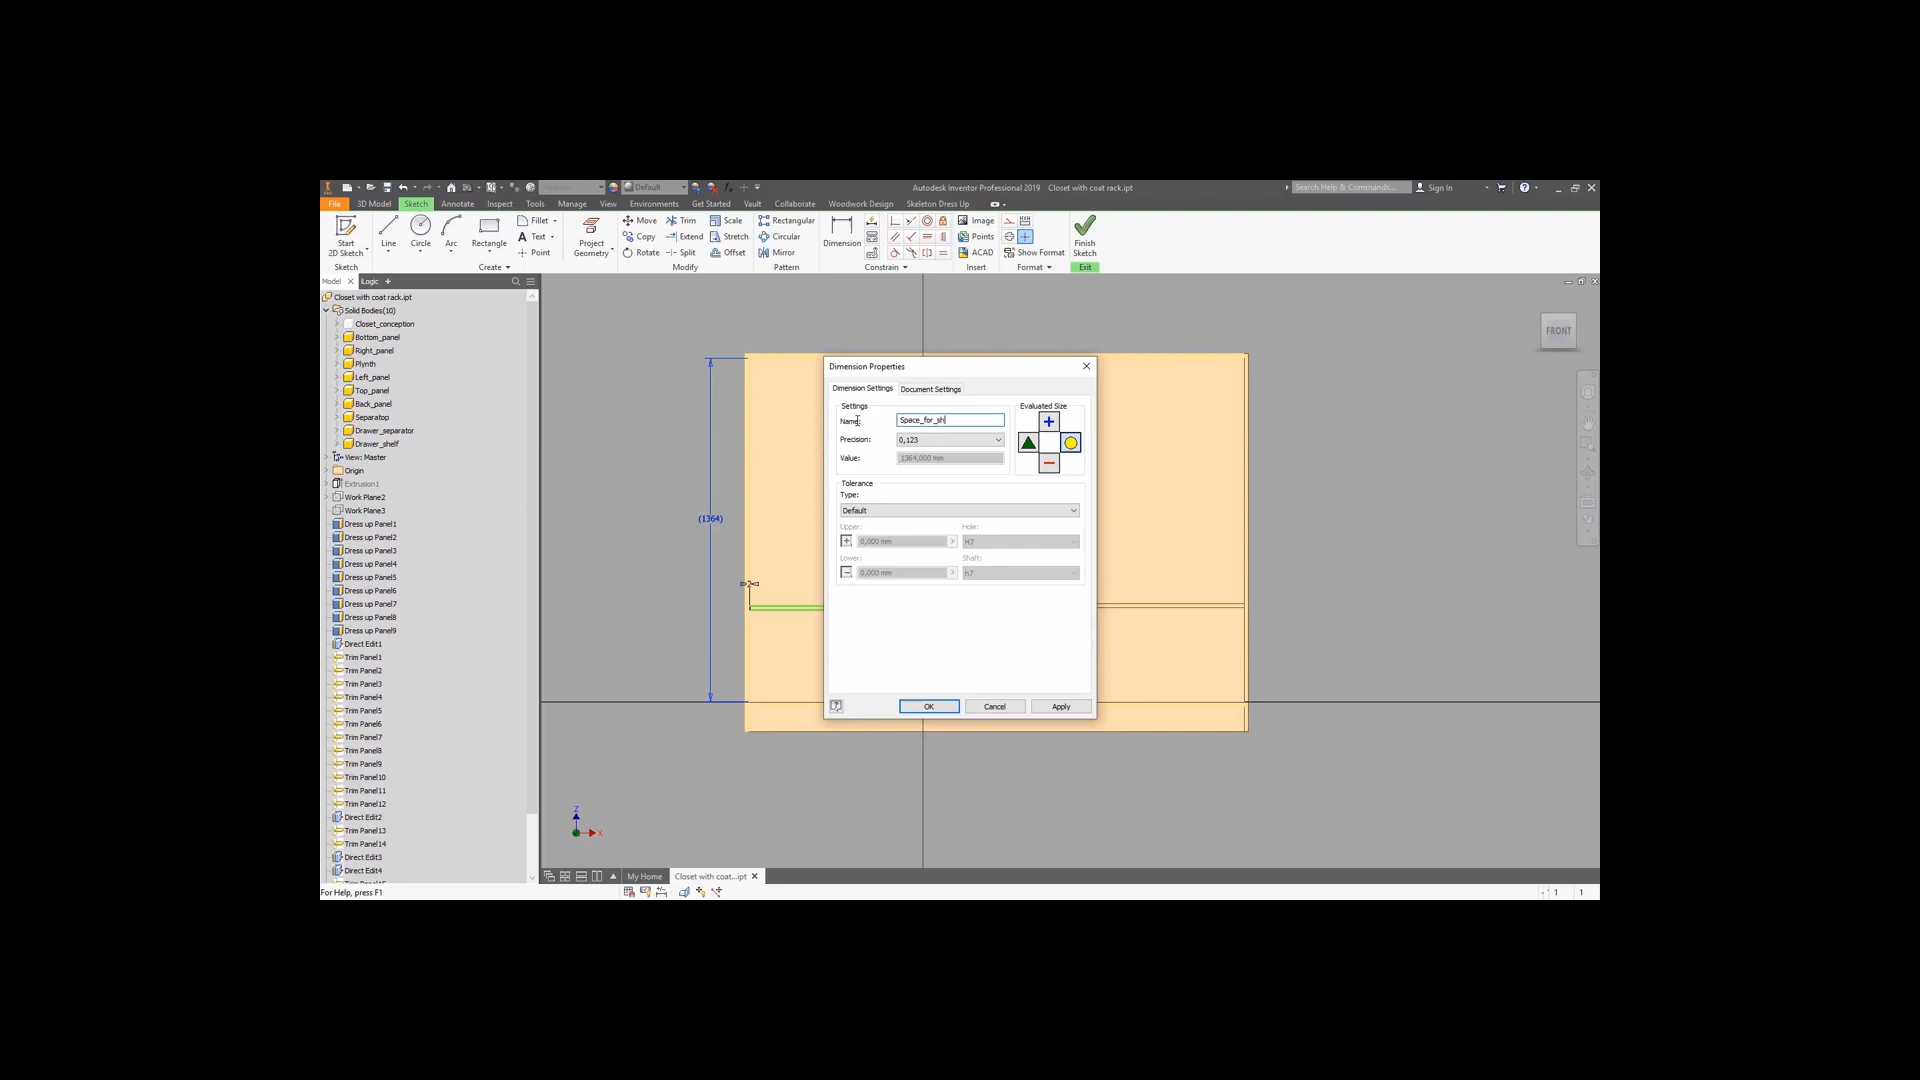 Default
Autodesk Inventor Professional 2019 Closet with coat rack.ipt
Search Help & Commands...
Sign In
File 3D Model Sketch Annotate Inspect Tools Manage View Environments Get Started Vault Collaborate Woodwork Design Skeleton Dress Up
Start
2D Sketch
Line
Circle
Arc
Rectangle
Fillet
Text
Point
Project
Geometry
Move
Copy
Rotate
Trim
Extend
Split
Scale
Stretch
Offset
Rectangular
Circular
Mirror
Dimension
Image
Points
ACAD
Show Format
Finish
Sketch
Sketch
Create
Modify
Pattern
Constrain
Insert
Format
Exit
Model
iLogic
Closet with coat rack.ipt
Solid Bodies(10)
Closet_conception
Bottom_panel
Right_panel
Plynth
Left_panel
Top_panel
Back_panel
Separatop
Drawer_separator
Drawer_shelf
View: Master
Origin
Extrusion1
Work Plane2
Work Plane3
Dress up Panel1
Dress up Panel2
Dress up Panel3
Dress up Panel4
Dress up Panel5
Dress up Panel6
Dress up Panel7
Dress up Panel8
Dress up Panel9
Direct Edit1
Trim Panel1
Trim Panel2
Trim Panel3
Trim Panel4
Trim Panel5
Trim Panel6
Trim Panel7
Trim Panel8
Trim Panel9
Trim Panel10
Trim Panel11
Trim Panel12
Direct Edit2
Trim Panel13
Trim Panel14
Direct Edit3
Direct Edit4
FRONT
(1364)
2
Z
X
Dimension Properties
Dimension Settings
Document Settings
Settings
Name:
Space_for_sh
Precision:
0,123
Value:
1364,000 mm
Evaluated Size
Tolerance
Type:
Default
Upper:
0,000 mm
Hole:
H7
Lower:
0,000 mm
Shaft:
h7
OK
Cancel
Apply
My Home
Closet with coat...ipt
For Help, press F1
1
1